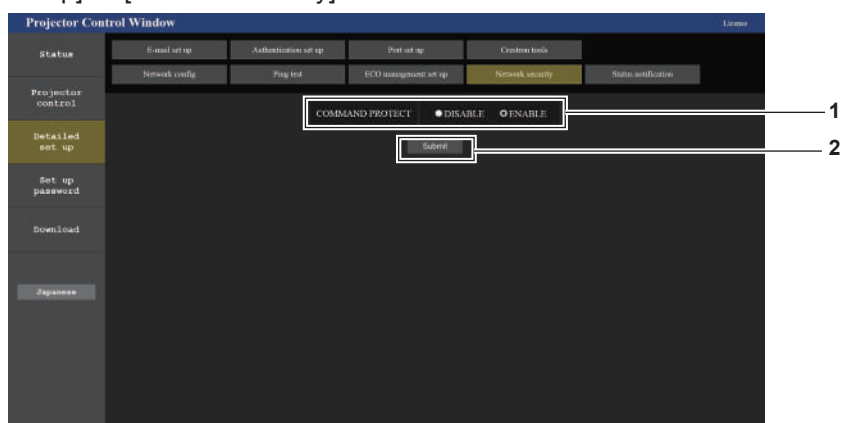 Projector Control Window License
Status E-mail set up Authentication set up Port set up Crestron tools
Network config Ping test ECO management set up Network security Status notification
Projector
control
COMMAND PROTECT DISABLE ENABLE 1
Detailed
set up
Submit 2
Set up
password
Download
Japanese